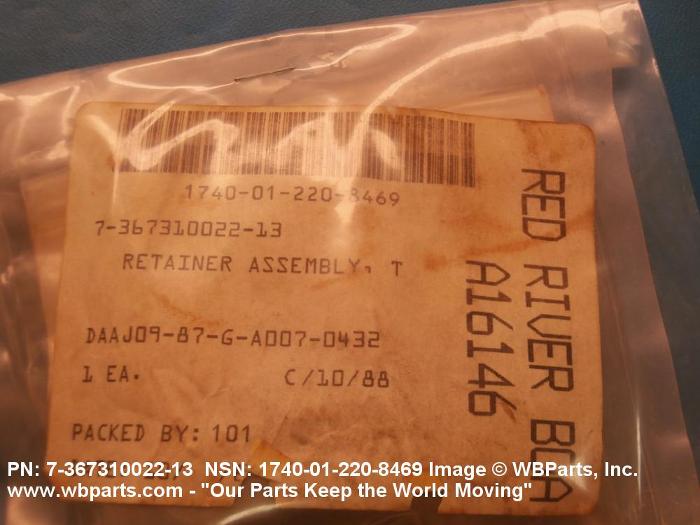 1740-01-220-8469
7-367310022-13
RETAINER ASSEMBLY, T
DAAJ09-87-G-A007-0432
1 EA. C/10/88
PACKED BY: 101
RED RIVER BOA
A16146
PN: 7-367310022-13 NSN: 1740-01-220-8469 Image © WBParts, Inc.
www.wbparts.com - "Our Parts Keep the World Moving"